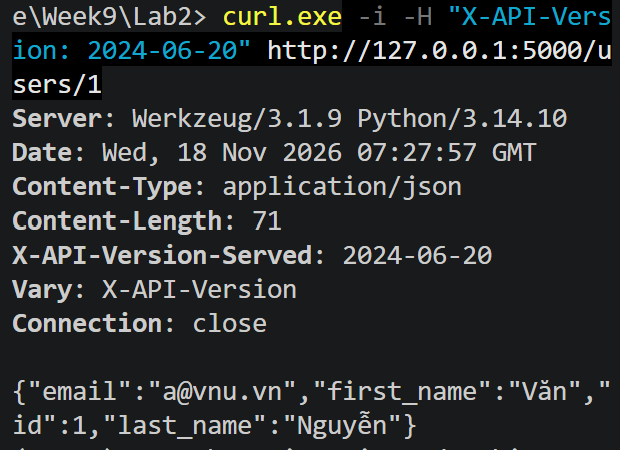 e\Week9\Lab2> curl.exe -i -H "X-API-Vers
ion: 2024-06-20" http://127.0.0.1:5000/u
sers/1
Server: Werkzeug/3.1.9 Python/3.14.10
Date: Wed, 18 Nov 2026 07:27:57 GMT
Content-Type: application/json
Content-Length: 71
X-API-Version-Served: 2024-06-20
Vary: X-API-Version
Connection: close

{"email":"a@vnu.vn","first_name":"Văn","
id":1,"last_name":"Nguyễn"}